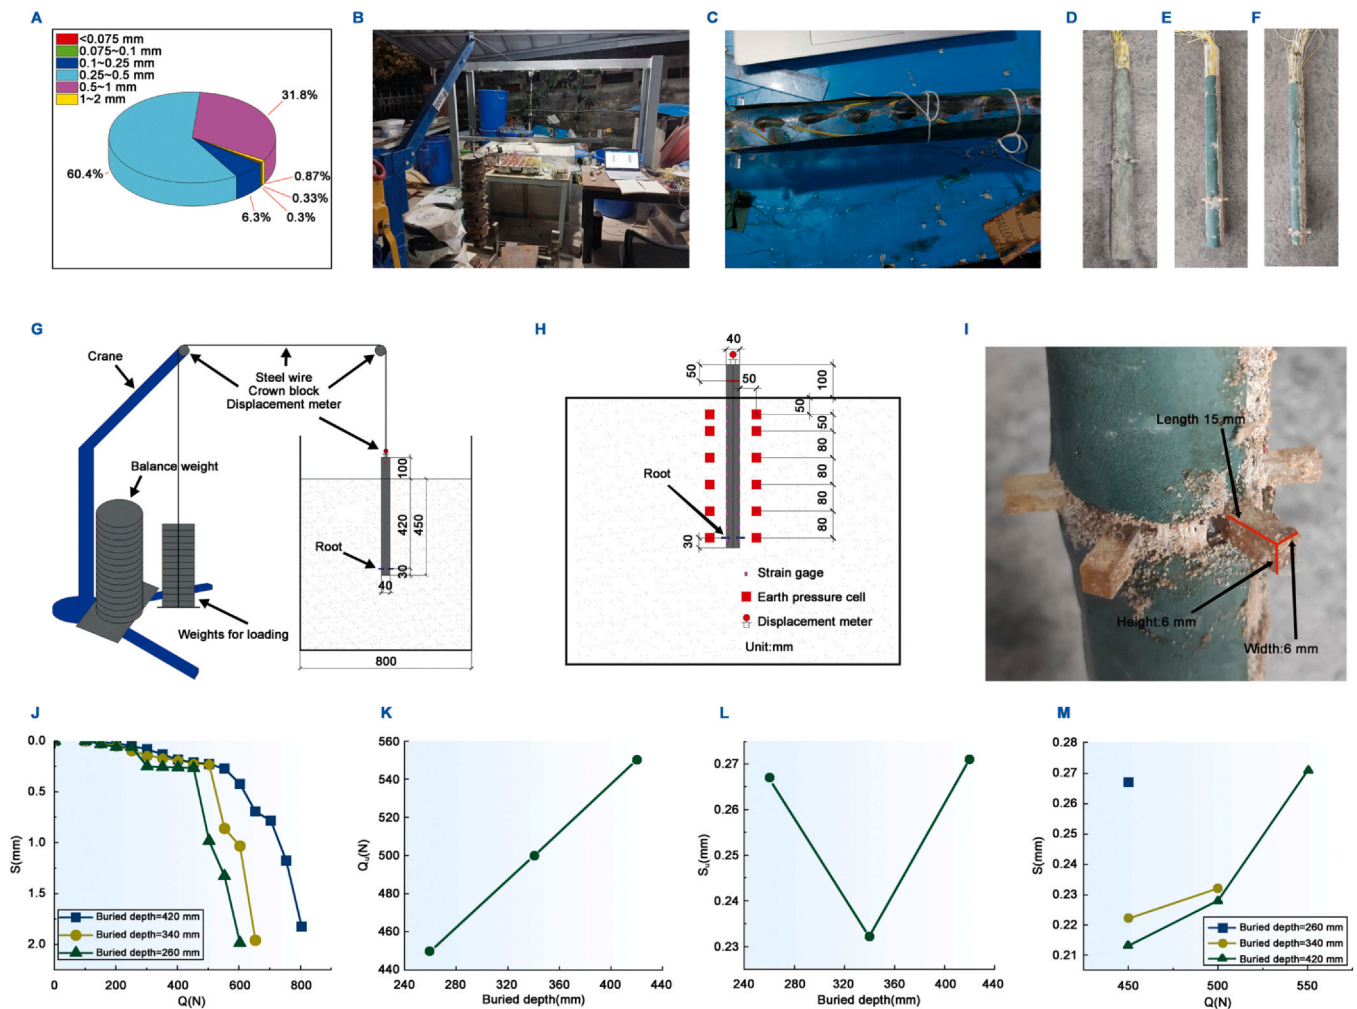 A
<0.075 mm
0.075~0.1 mm
0.1~0.25 mm
0.25~0.5 mm
0.5~1 mm
1~2 mm
31.8%
60.4%
0.87%
0.33%
0.3%
6.3%
B
C
D
E
F
G
Crane
Steel wire
Crown block
Displacement meter
Balance weight
Root
Weights for loading
100
420
450
30
40
800
H
40
50
50
100
50
50
80
80
80
80
Root
30
Strain gage
Earth pressure cell
Displacement meter
Unit:mm
I
Length 15 mm
Height:6 mm
Width:6 mm
J
0.0
0.5
1.0
1.5
2.0
S(mm)
Buried depth=420 mm
Buried depth=340 mm
Buried depth=260 mm
0
200
400
600
800
Q(N)
K
560
540
520
500
480
460
440
Qu(N)
240
280
320
360
400
440
Buried depth(mm)
L
0.27
0.26
0.25
0.24
0.23
Su(mm)
240
280
320
360
400
440
Buried depth(mm)
M
0.28
0.27
0.26
0.25
0.24
0.23
0.22
0.21
S(mm)
Buried depth=260 mm
Buried depth=340 mm
Buried depth=420 mm
450
500
550
Q(N)